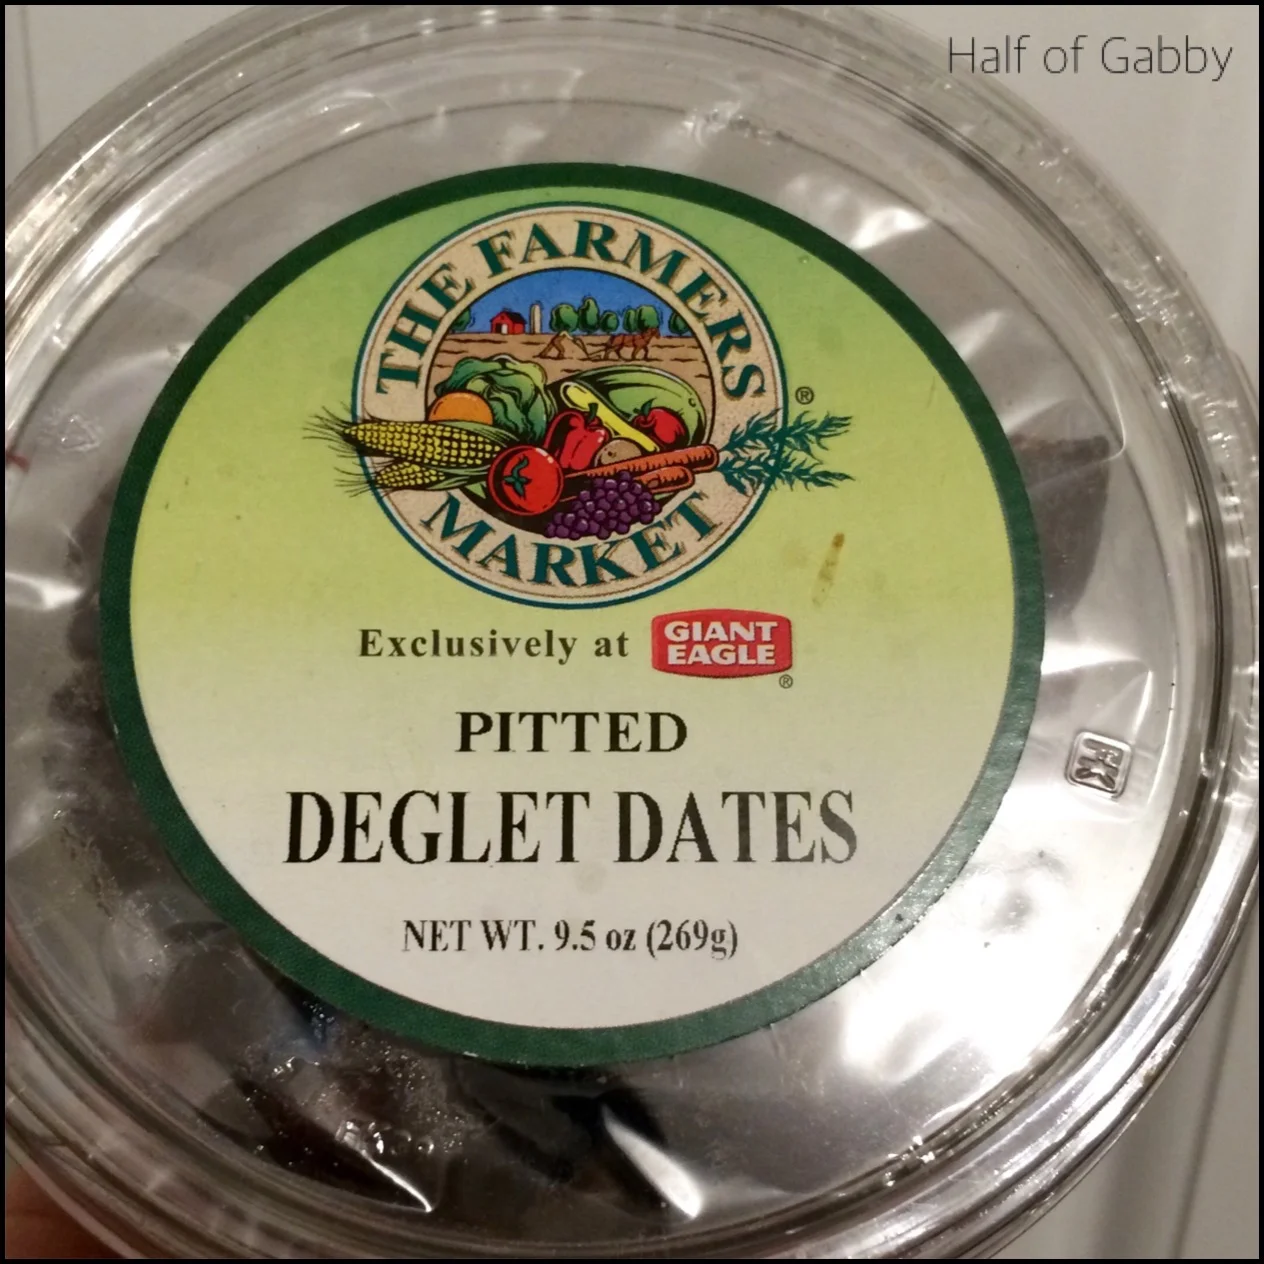 Half of Gabby
THE FARMERS
®
MARKET
Exclusively at GIANT EAGLE ®
PITTED
DEGLET DATES
NET WT. 9.5 oz (269g)